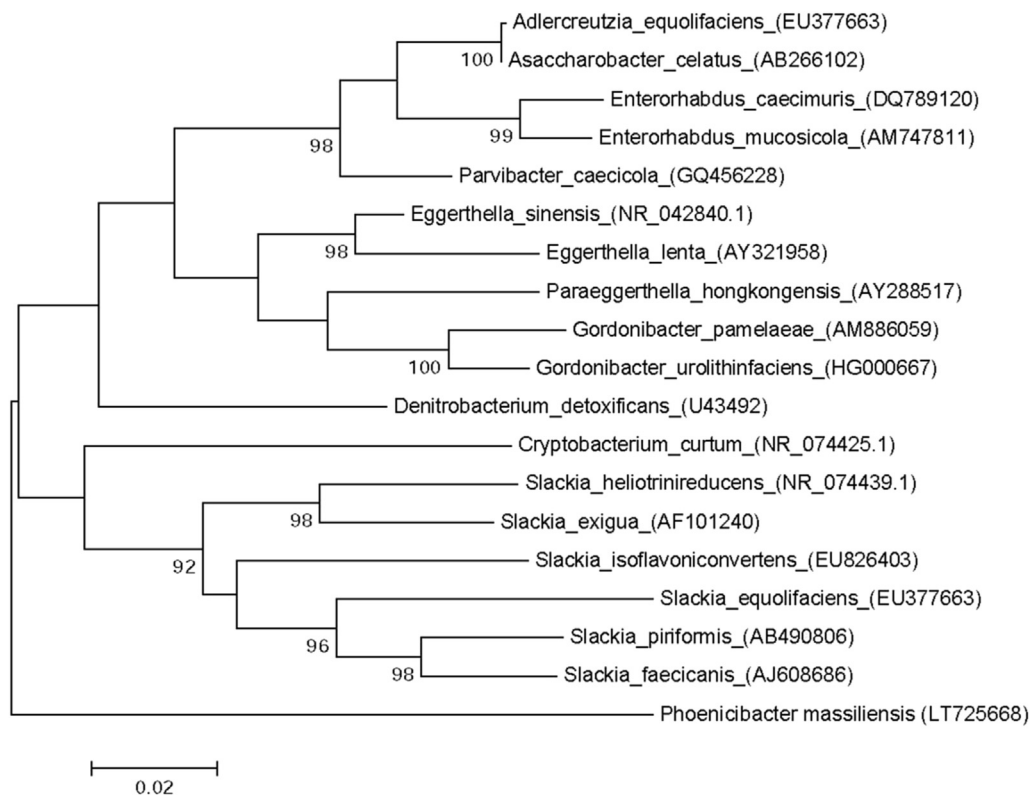 Adlercreutzia_equolifaciens_(EU377663)
100
Asaccharobacter_celatus_(AB266102)
Enterorhabdus_caecimuris_(DQ789120)
99
Enterorhabdus_mucosicola_(AM747811)
98
Parvibacter_caecicola_(GQ456228)
Eggerthella_sinensis_(NR_042840.1)
98
Eggerthella_lenta_(AY321958)
Paraeggerthella_hongkongensis_(AY288517)
Gordonibacter_pamelaeae_(AM886059)
100
Gordonibacter_urolithinfaciens_(HG000667)
Denitrobacterium_detoxificans_(U43492)
Cryptobacterium_curtum_(NR_074425.1)
Slackia_heliotrinireducens_(NR_074439.1)
98
Slackia_exigua_(AF101240)
92
Slackia_isoflavoniconvertens_(EU826403)
Slackia_equolifaciens_(EU377663)
96
Slackia_piriformis_(AB490806)
98
Slackia_faecicanis_(AJ608686)
Phoenicibacter massiliensis (LT725668)
0.02